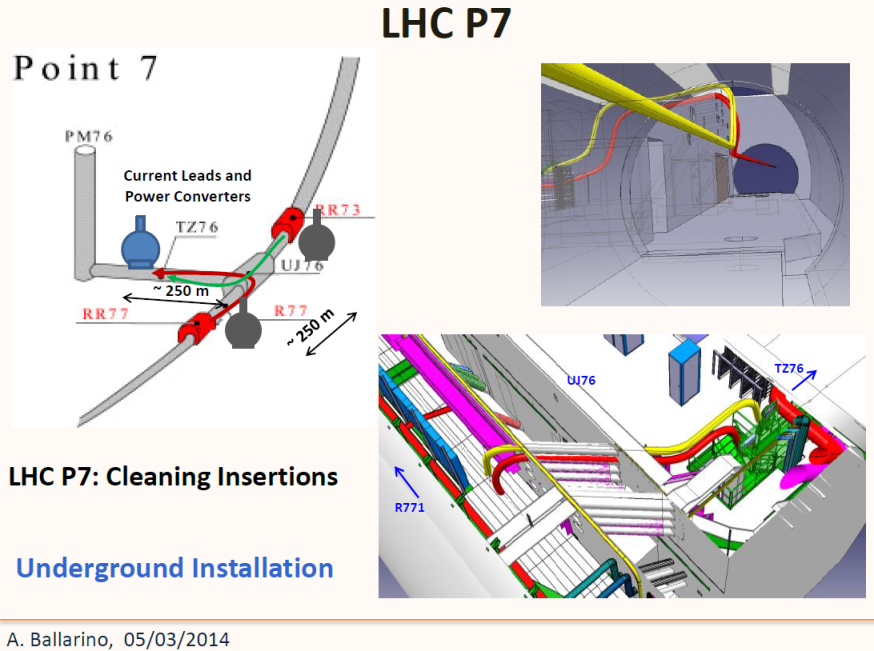 LHC P7
Point 7
PM76
Current Leads and
Power Converters
RR73
TZ76
UJ76
~ 250 m
RR77
R77
~ 250 m
UJ76
TZ76
R771
LHC P7: Cleaning Insertions
Underground Installation
A. Ballarino, 05/03/2014